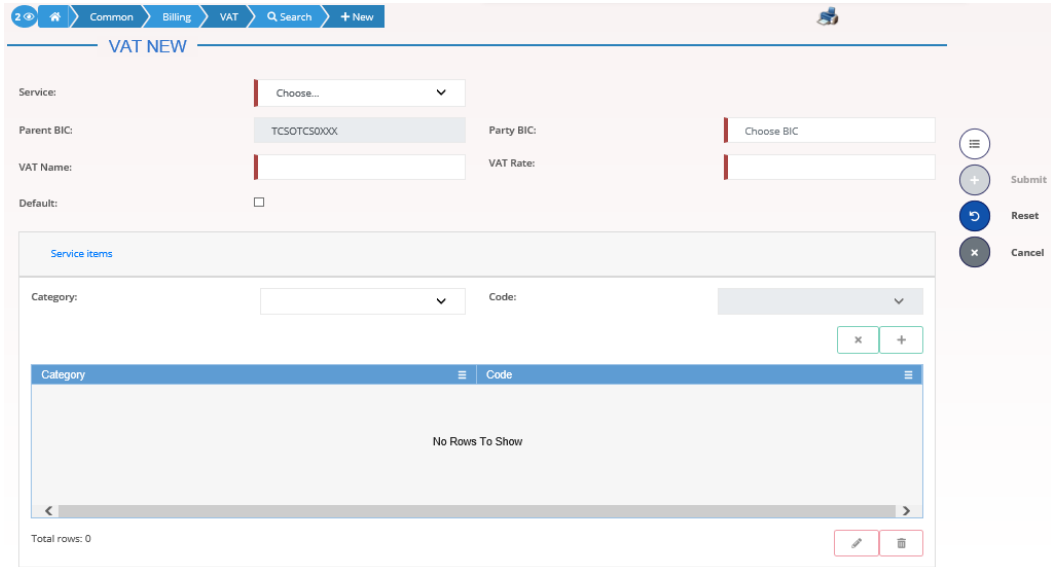 2 Common Billing VAT Search + New
VAT NEW
Service: Choose...
Parent BIC: TCSOTCS0XXX Party BIC: Choose BIC
VAT Name: VAT Rate:
Default:
Submit
Reset
Cancel
Service items
Category: Code:
Category Code
No Rows To Show
Total rows: 0